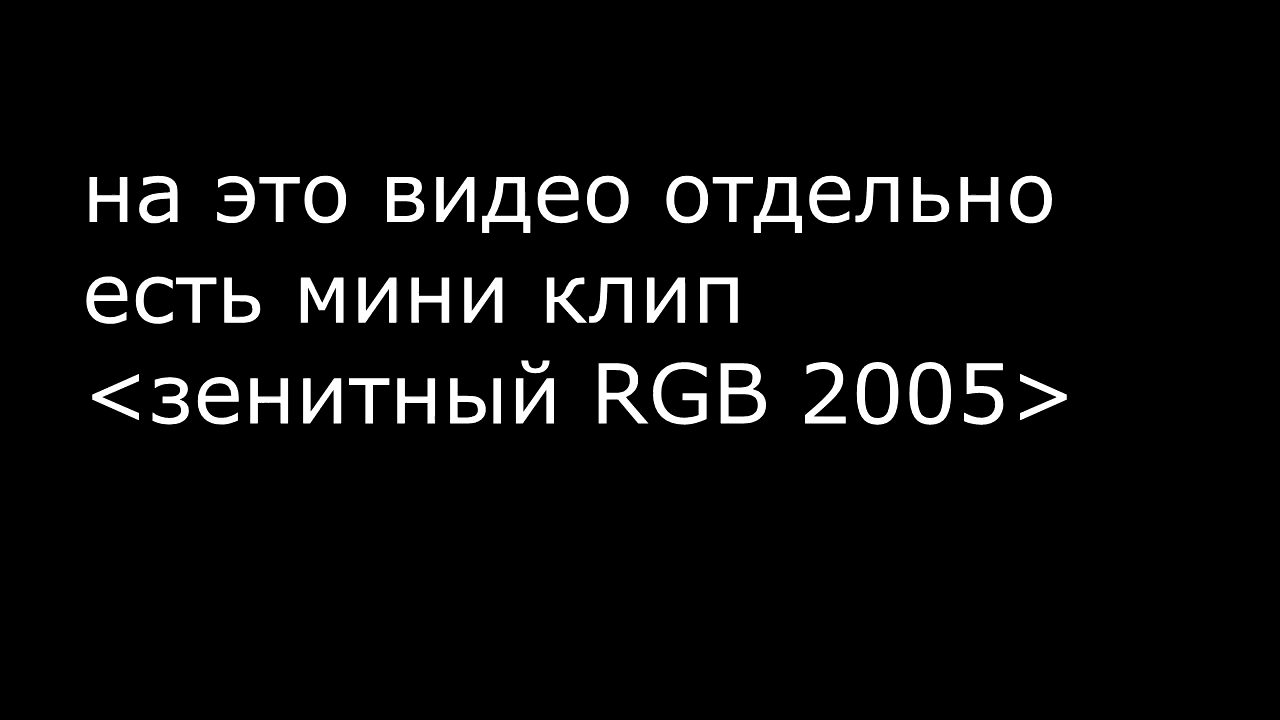 на это видео отдельно
есть мини клип
<зенитный RGB 2005>